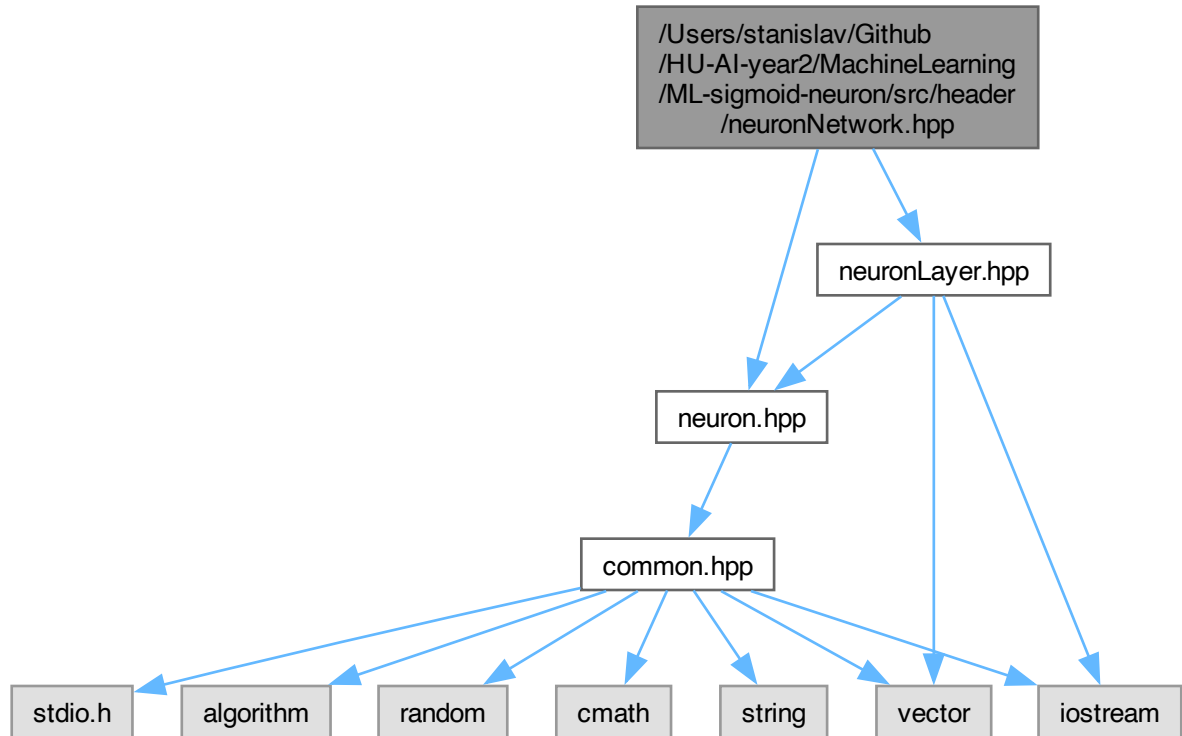 /Users/stanislav/Github
/HU-AI-year2/MachineLearning
/ML-sigmoid-neuron/src/header
/neuronNetwork.hpp
neuronLayer.hpp
neuron.hpp
common.hpp
stdio.h
algorithm
random
cmath
string
vector
iostream